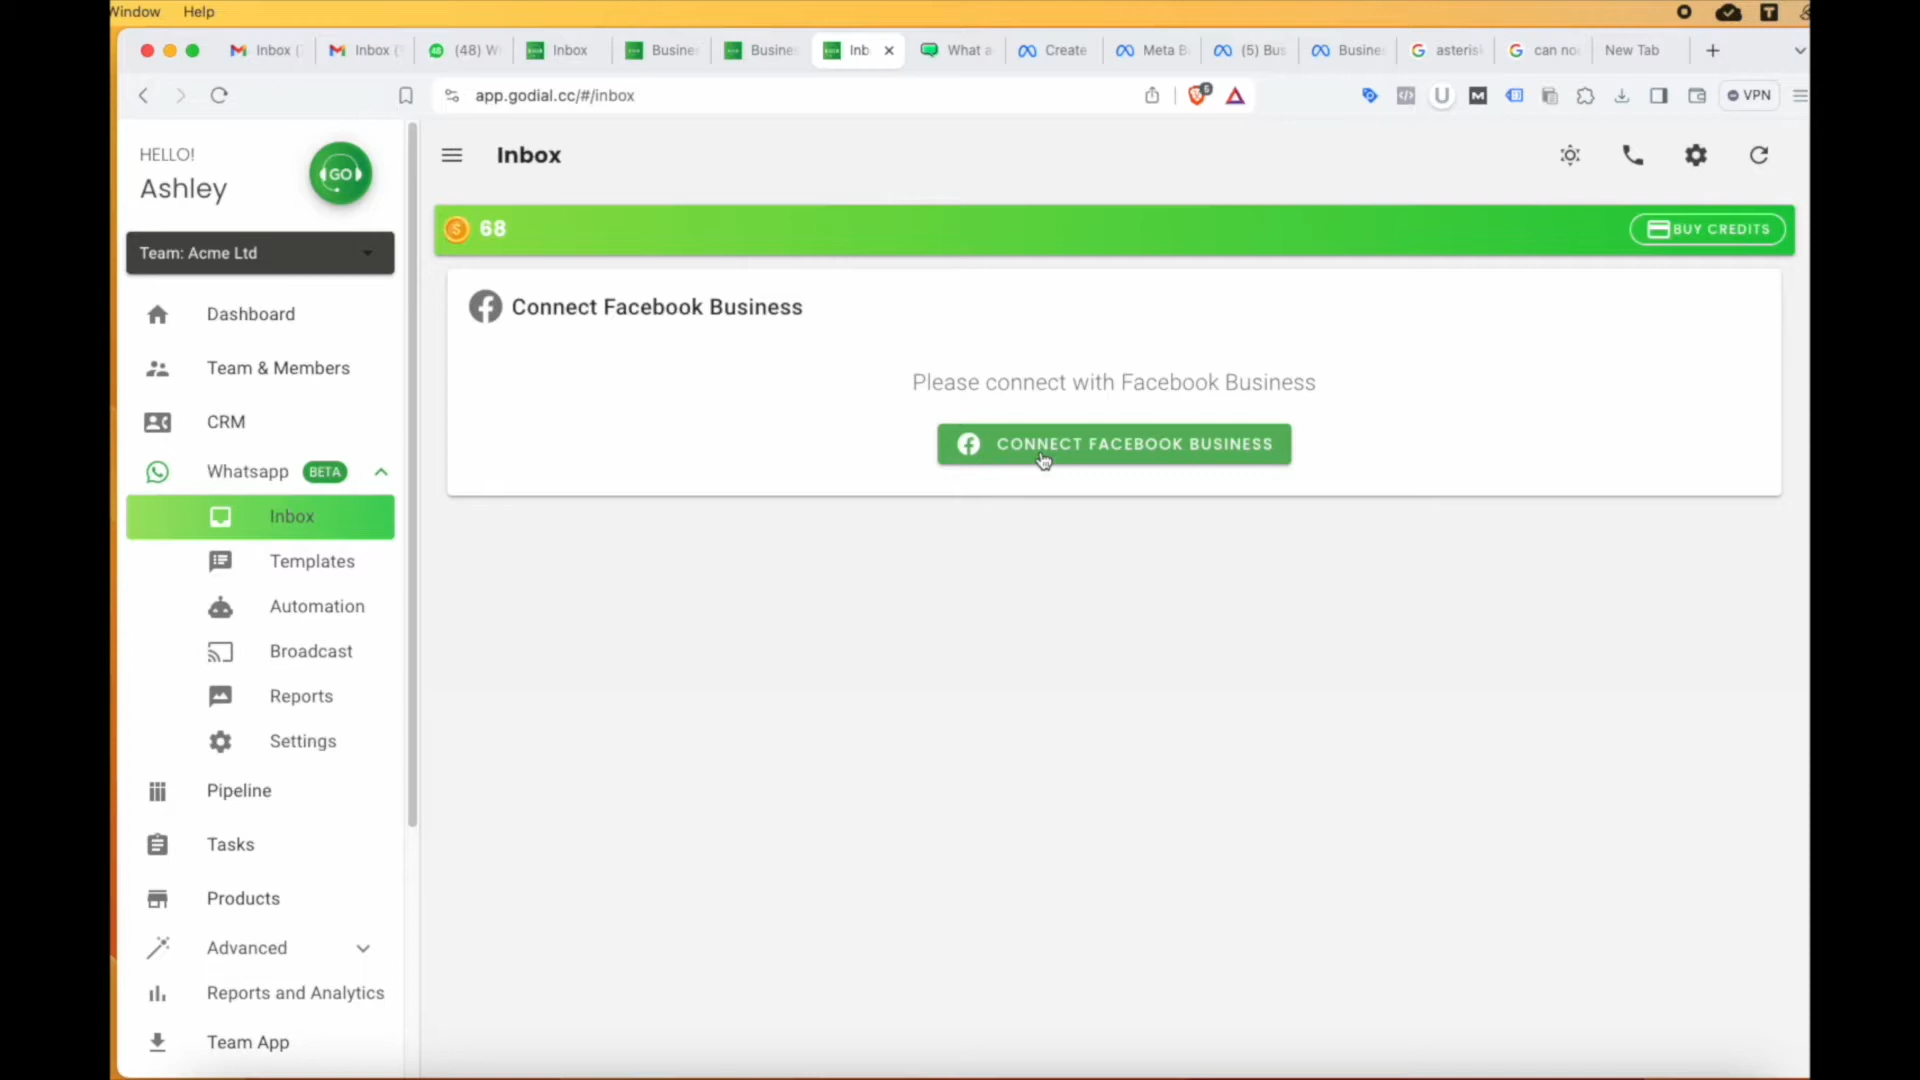 Window Help
Inbox (
Inbox (
(48) W
Inbox
Busine
Busine
Inb
What a
Create
Meta B
(5) Bus
Busine
asteris
can no
New Tab
app.godial.cc/#/inbox
VPN
HELLO!
Ashley
GO
Team: Acme Ltd
Dashboard
Team & Members
CRM
Whatsapp BETA
Inbox
Templates
Automation
Broadcast
Reports
Settings
Pipeline
Tasks
Products
Advanced
Reports and Analytics
Team App
Inbox
68
BUY CREDITS
Connect Facebook Business
Please connect with Facebook Business
CONNECT FACEBOOK BUSINESS